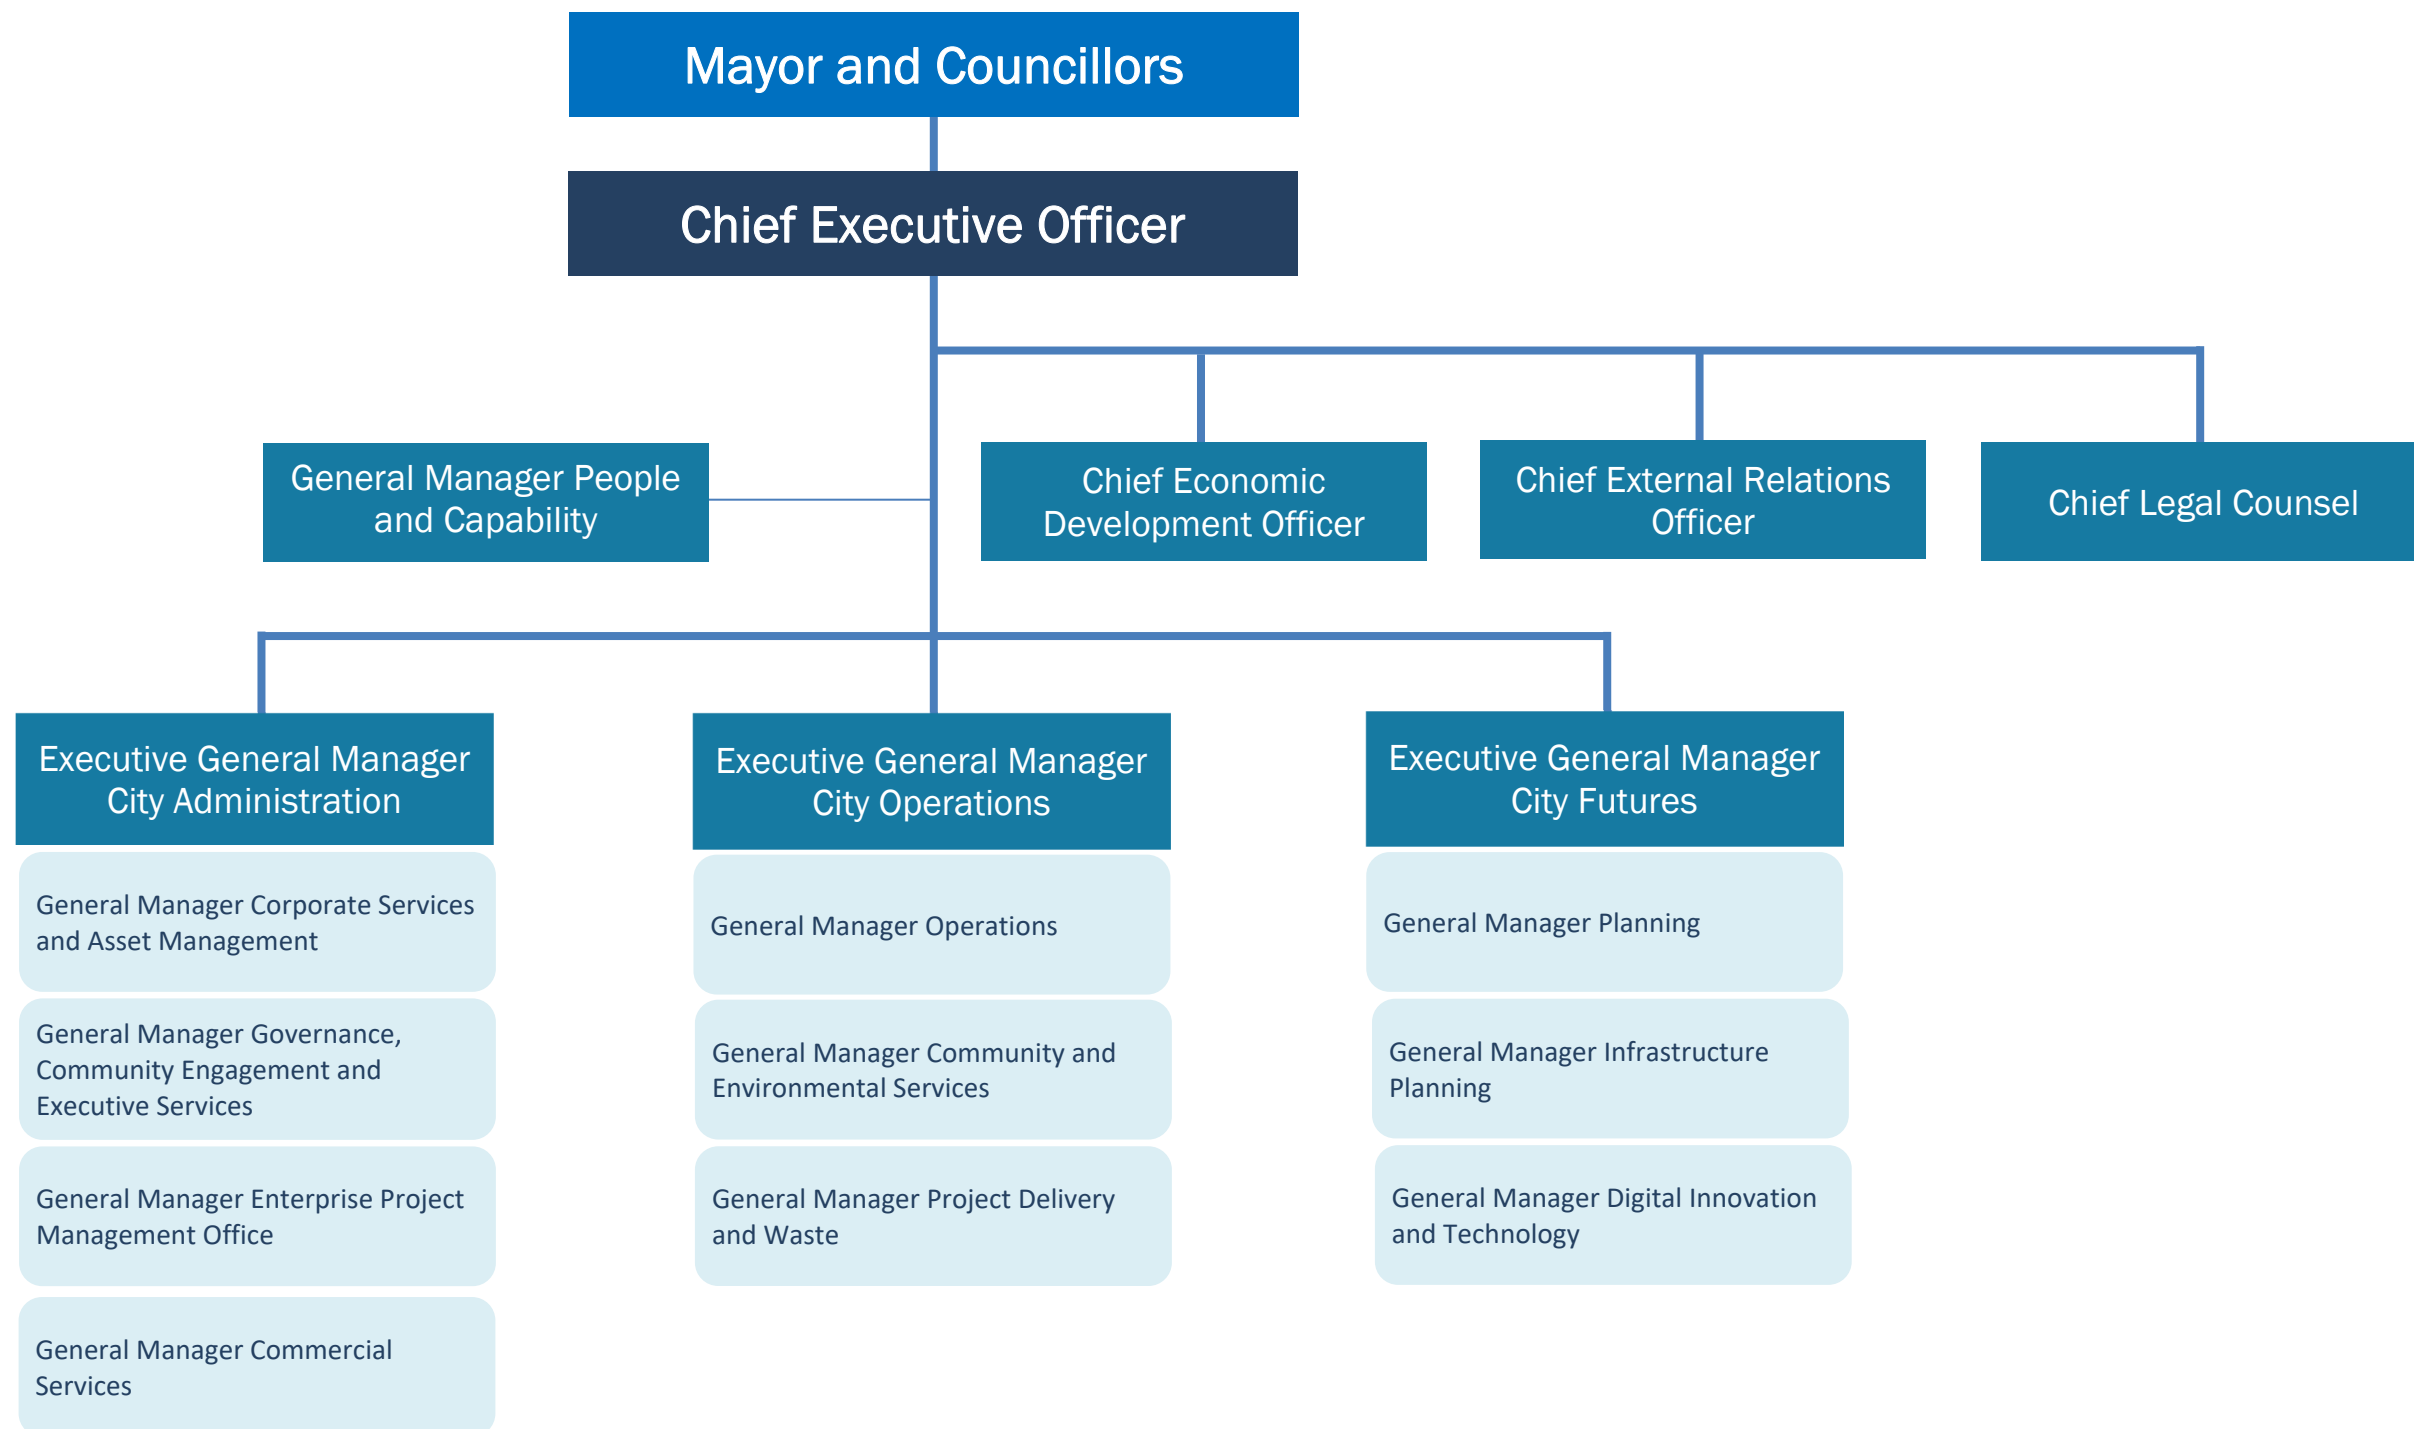 Mayor and Councillors
Chief Executive Officer
General Manager People
and Capability
Chief Economic
Development Officer
Chief External Relations
Officer
Chief Legal Counsel
Executive General Manager
City Administration
General Manager Corporate Services
and Asset Management
General Manager Governance,
Community Engagement and
Executive Services
General Manager Enterprise Project
Management Office
General Manager Commercial
Services
Executive General Manager
City Operations
General Manager Operations
General Manager Community and
Environmental Services
General Manager Project Delivery
and Waste
Executive General Manager
City Futures
General Manager Planning
General Manager Infrastructure
Planning
General Manager Digital Innovation
and Technology